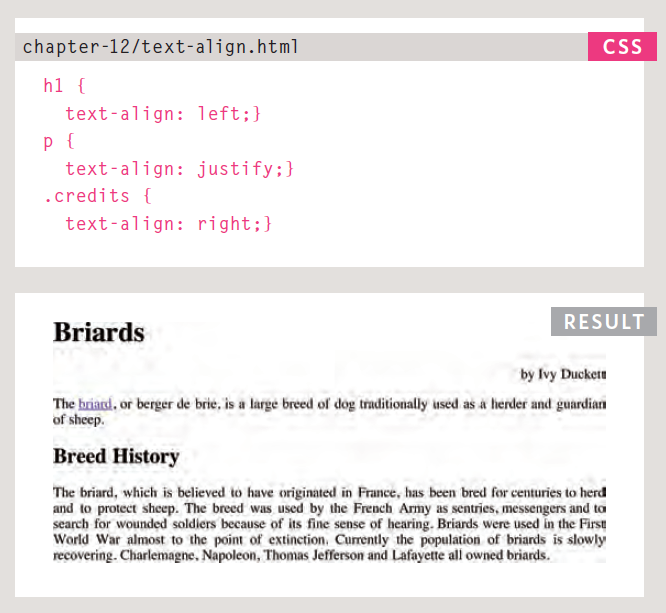 chapter-12/text-align.html
CSS
h1 {
text-align: left;}
p {
text-align: justify;}
.credits {
text-align: right;}
RESULT
Briards
by Ivy Duckett
The briard, or berger de brie, is a large breed of dog traditionally used as a herder and guardian
of sheep.
Breed History
The briard, which is believed to have originated in France, has been bred for centuries to herd
and to protect sheep. The breed was used by the French Army as sentries, messengers and to
search for wounded soldiers because of its fine sense of hearing. Briards were used in the First
World War almost to the point of extinction. Currently the population of briards is slowly
recovering. Charlemagne, Napoleon, Thomas Jefferson and Lafayette all owned briards.